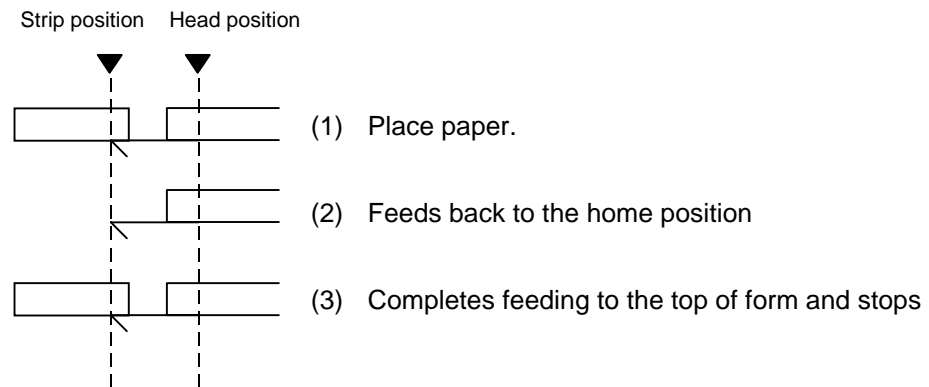 Strip position Head position
(1) Place paper.
(2) Feeds back to the home position
(3) Completes feeding to the top of form and stops